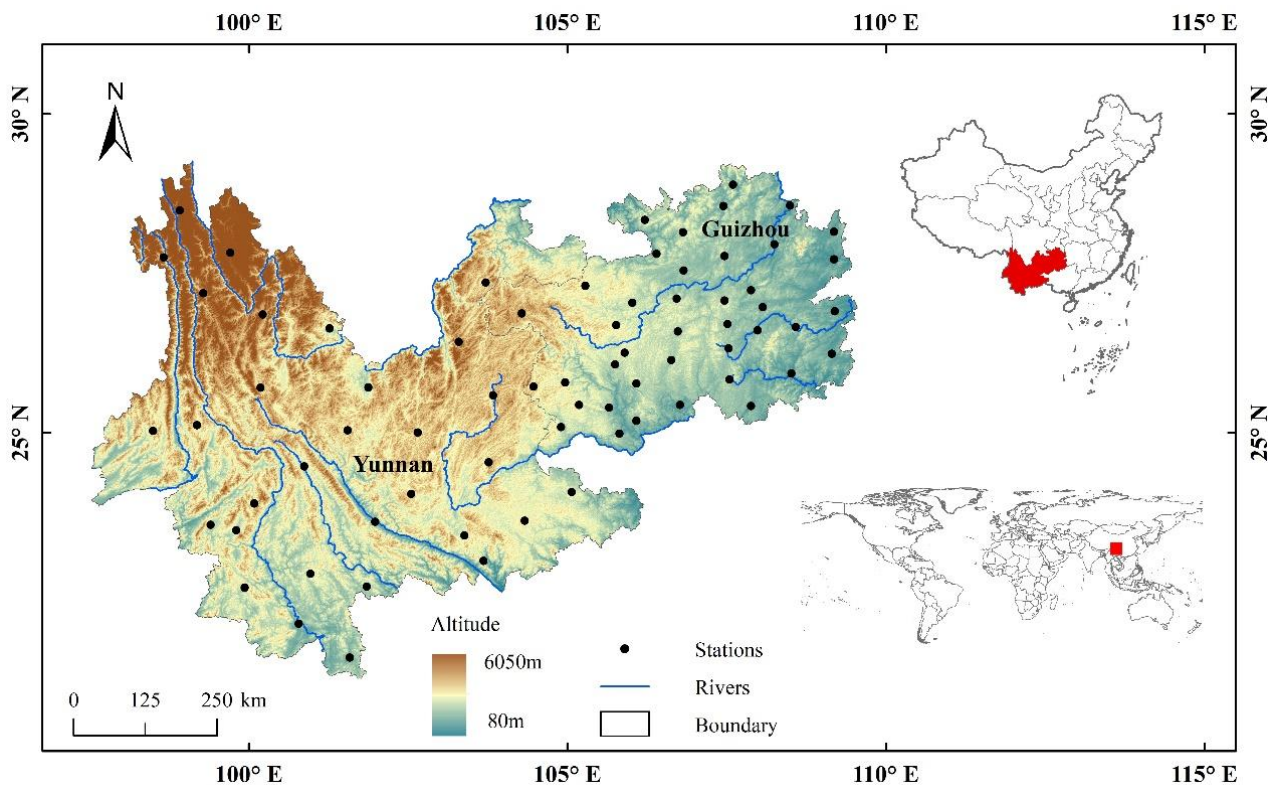 100° E 105° E 110° E 115° E
30° N 30° N
N
Guizhou
25° N 25° N
Yunnan
Altitude
6050m
80m
Stations
Rivers
Boundary
0 125 250 km
100° E 105° E 110° E 115° E